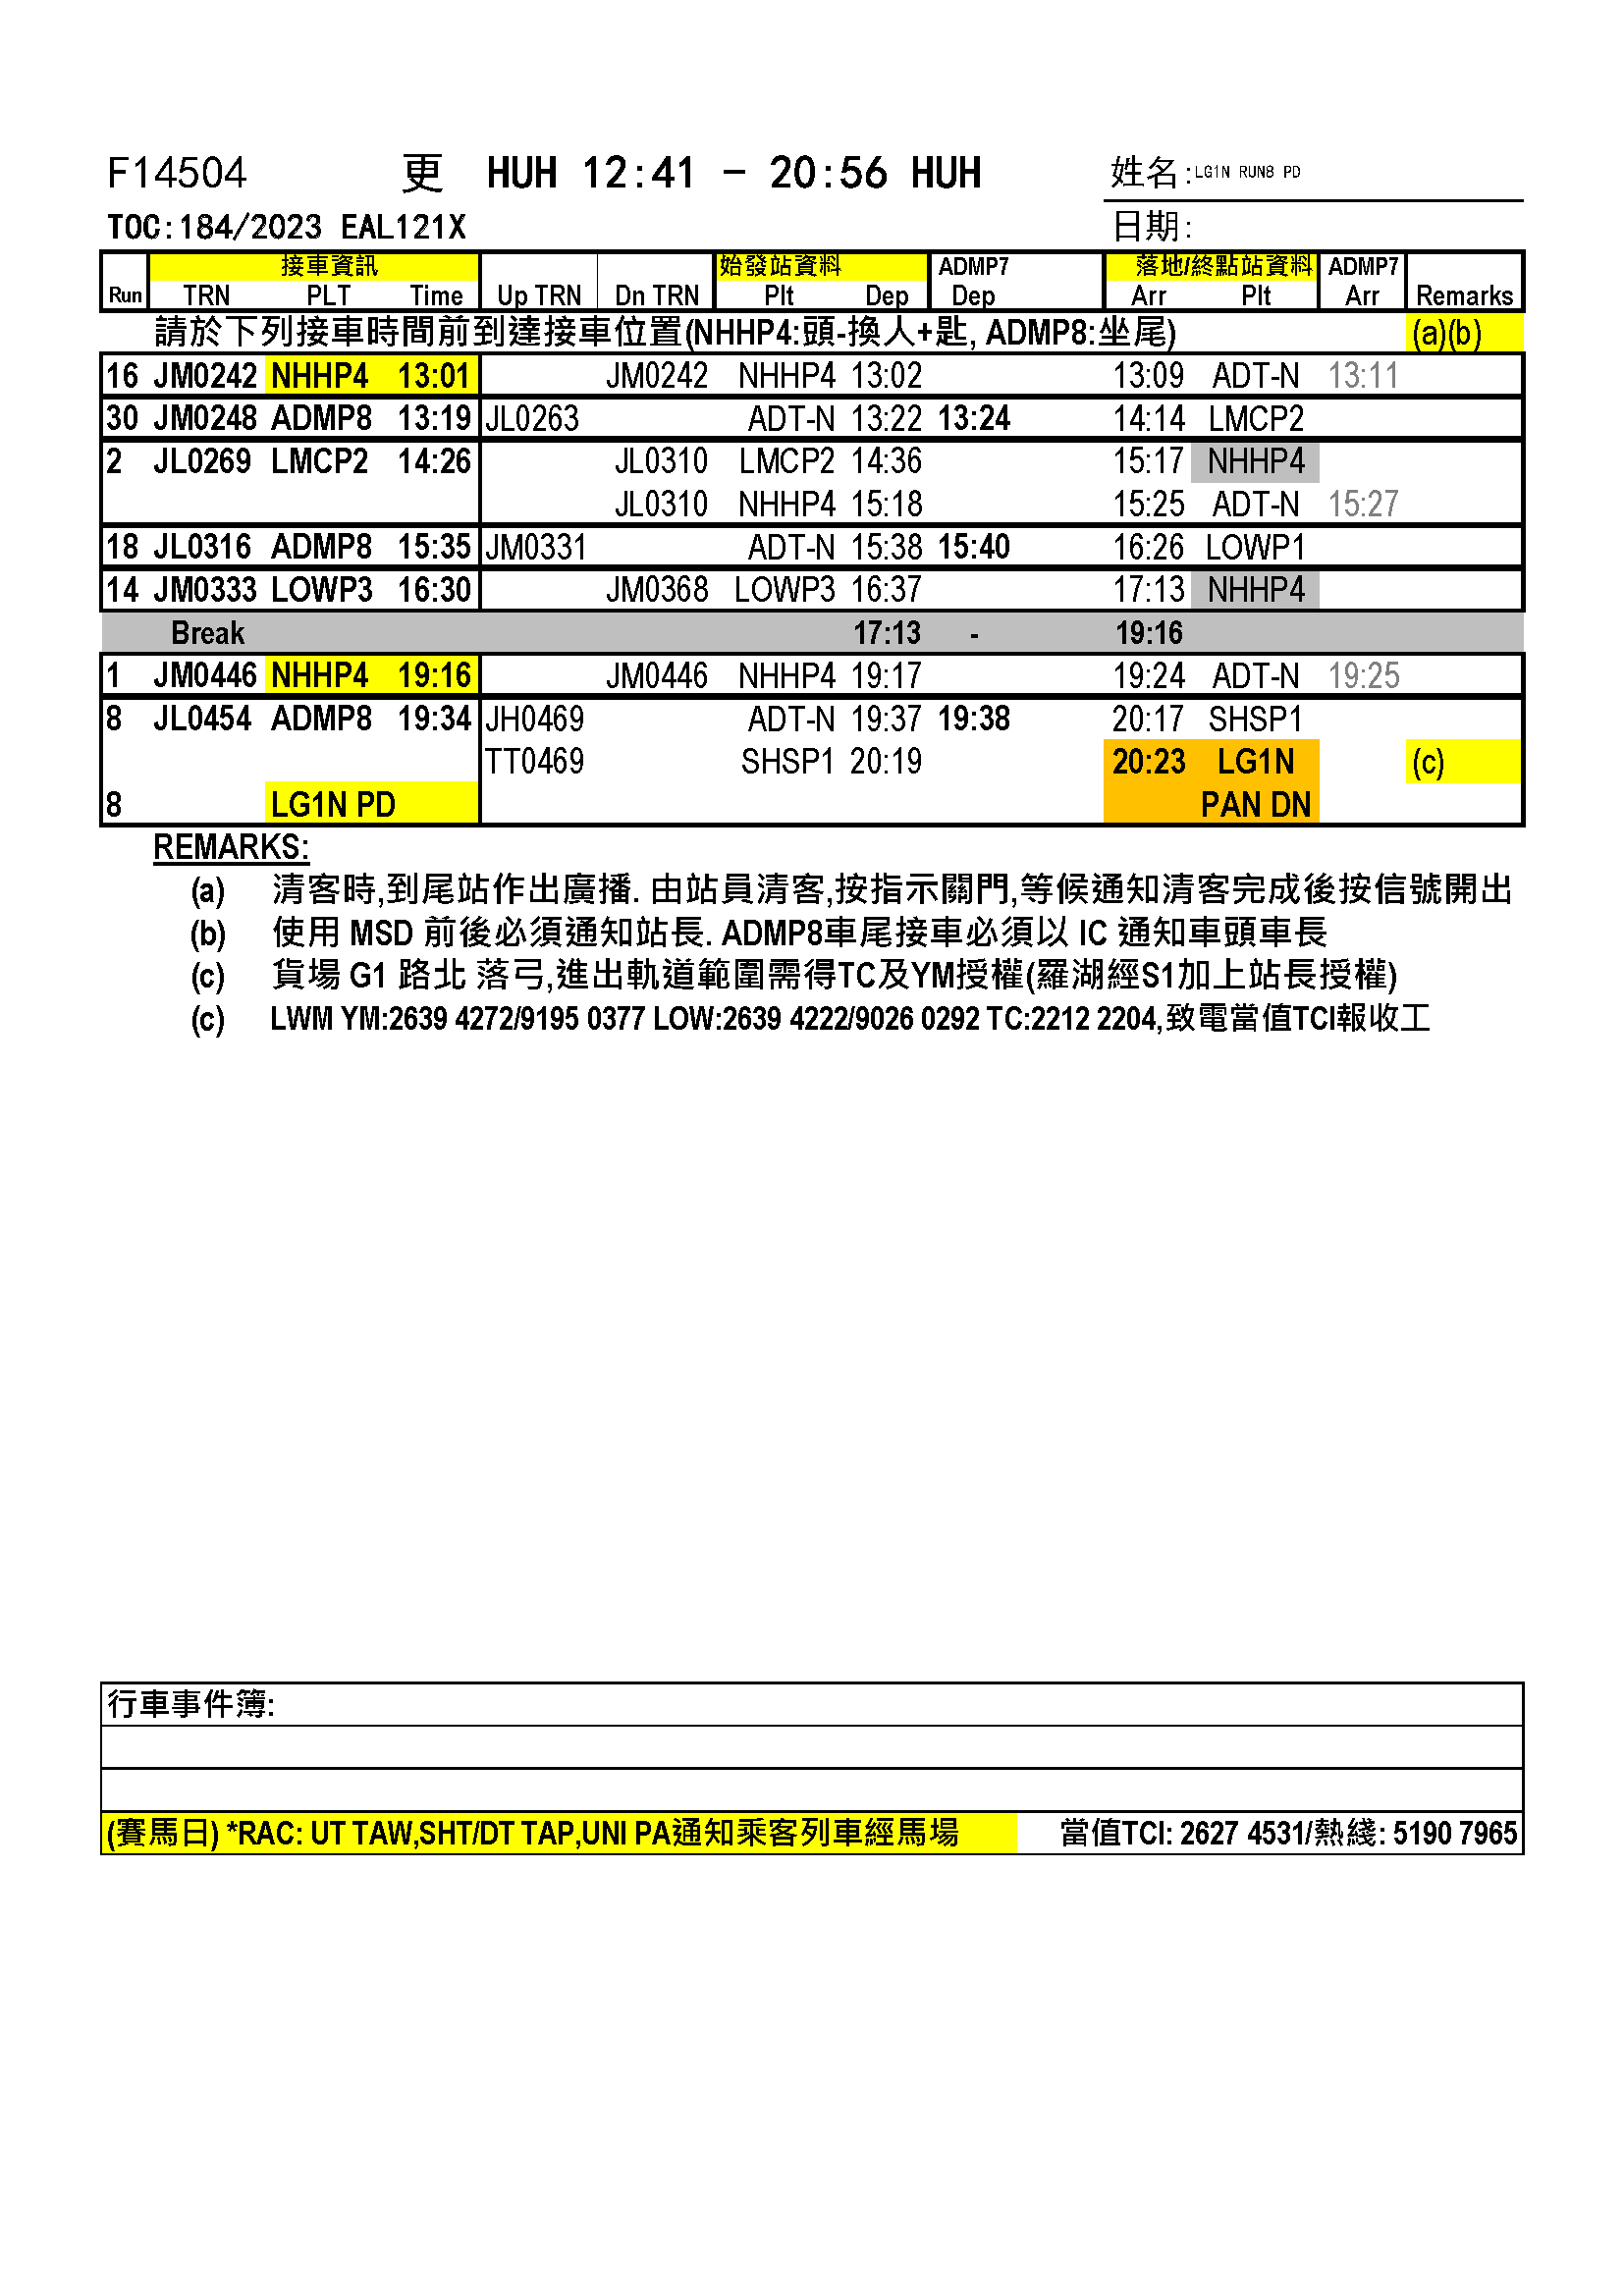 F14504 更 HUH 12:41 - 20:56 HUH 姓名:LG1N RUN8 PD
TOC:184/2023 EAL121X 日期:
接車資訊 始發站資料 ADMP7 落地/終點站資料 ADMP7
Run TRN PLT Time Up TRN Dn TRN Plt Dep Dep Arr Plt Arr Remarks
請於下列接車時間前到達接車位置(NHHP4:頭-換人+匙, ADMP8:坐尾) (a)(b)
16 JM0242 NHHP4 13:01 JM0242 NHHP4 13:02 13:09 ADT-N 13:11
30 JM0248 ADMP8 13:19 JL0263 ADT-N 13:22 13:24 14:14 LMCP2
2 JL0269 LMCP2 14:26 JL0310 LMCP2 14:36 15:17 NHHP4
JL0310 NHHP4 15:18 15:25 ADT-N 15:27
18 JL0316 ADMP8 15:35 JM0331 ADT-N 15:38 15:40 16:26 LOWP1
14 JM0333 LOWP3 16:30 JM0368 LOWP3 16:37 17:13 NHHP4
Break 17:13 - 19:16
1 JM0446 NHHP4 19:16 JM0446 NHHP4 19:17 19:24 ADT-N 19:25
8 JL0454 ADMP8 19:34 JH0469 ADT-N 19:37 19:38 20:17 SHSP1
TT0469 SHSP1 20:19 20:23 LG1N (c)
8 LG1N PD PAN DN
REMARKS:
(a) 清客時,到尾站作出廣播. 由站員清客,按指示關門,等候通知清客完成後按信號開出
(b) 使用 MSD 前後必須通知站長. ADMP8車尾接車必須以 IC 通知車頭車長
(c) 貨場 G1 路北 落弓,進出軌道範圍需得TC及YM授權(羅湖經S1加上站長授權)
(c) LWM YM:2639 4272/9195 0377 LOW:2639 4222/9026 0292 TC:2212 2204,致電當值TCI報收工
行車事件簿:
(賽馬日) *RAC: UT TAW,SHT/DT TAP,UNI PA通知乘客列車經馬場 當值TCI: 2627 4531/熱綫: 5190 7965